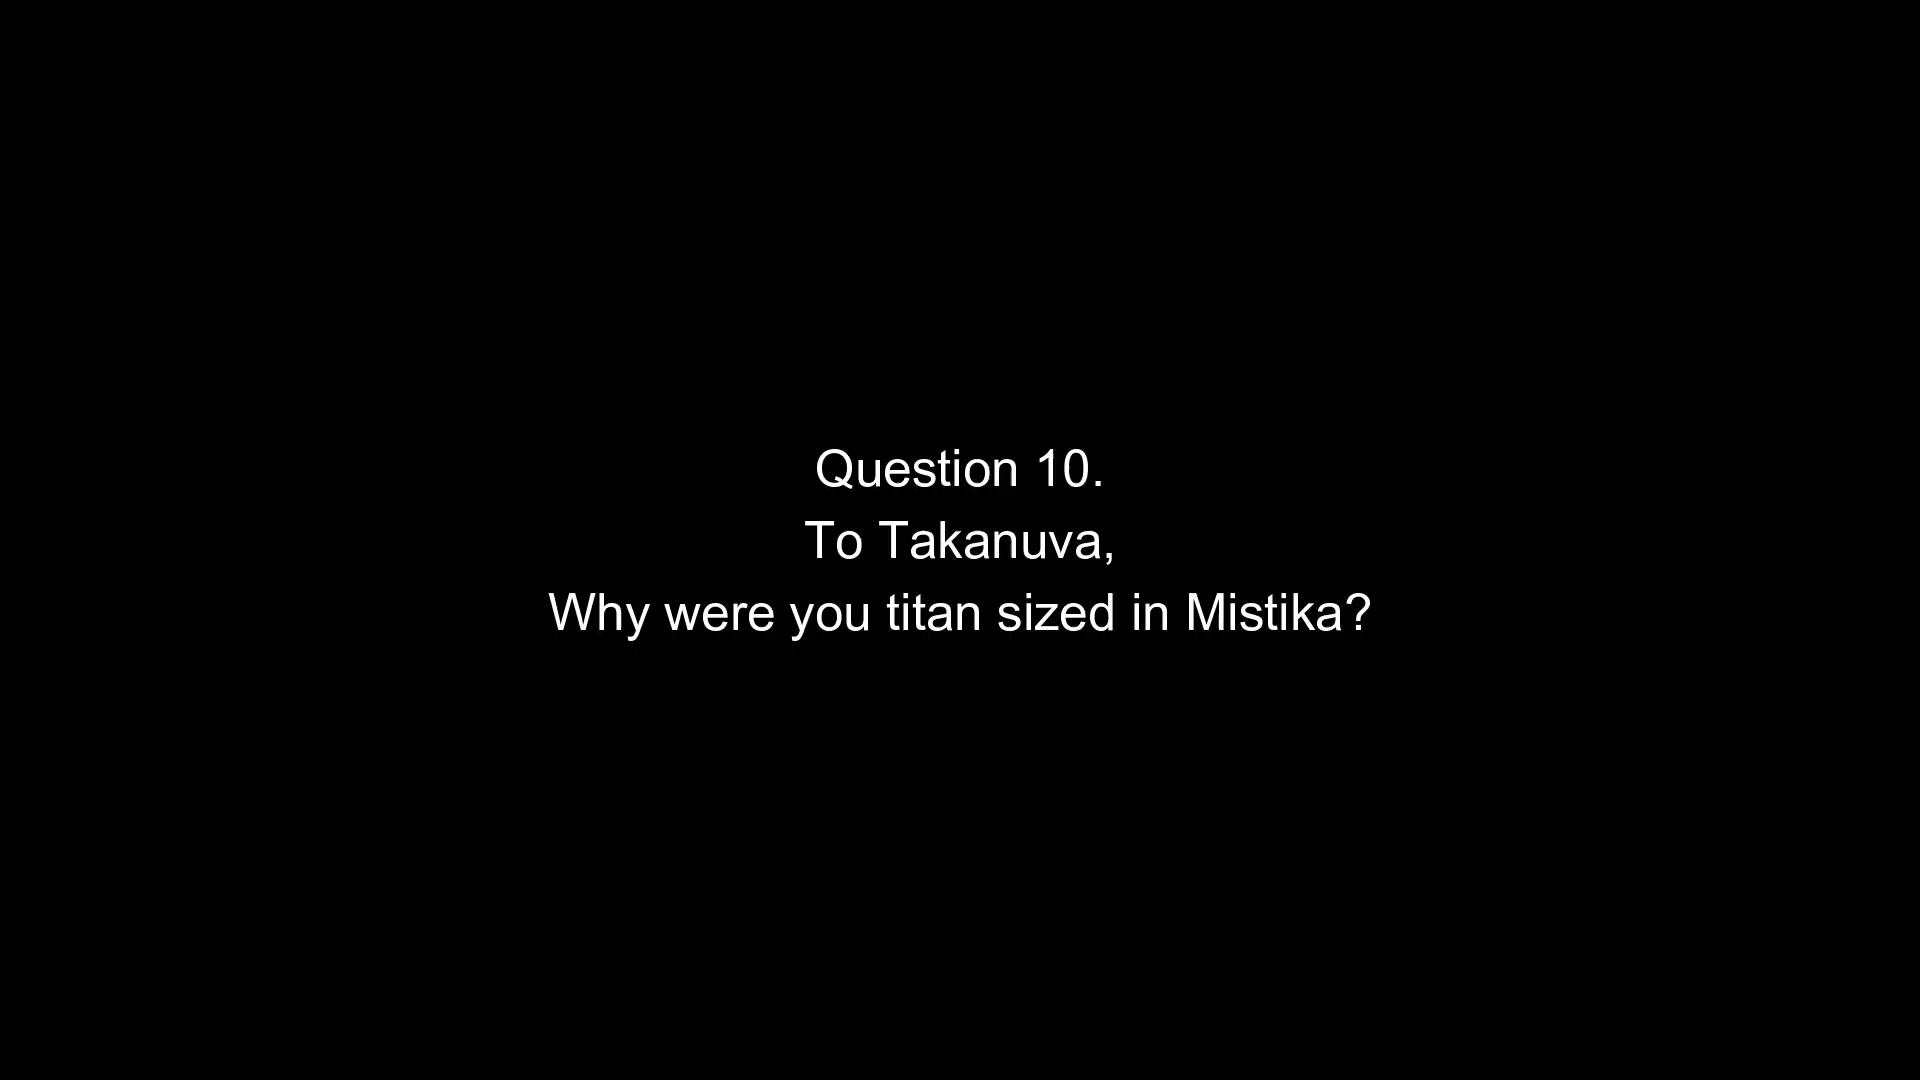 Question 10.
To Takanuva,
Why were you titan sized in Mistika?